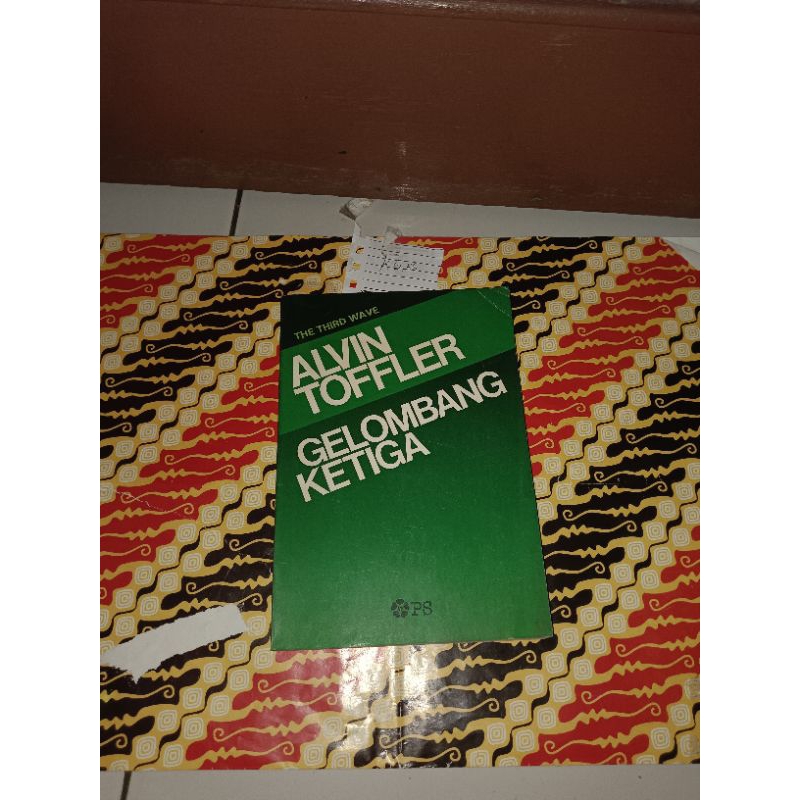 THE THIRD WAVE
ALVIN
TOFFLER
GELOMBANG
KETIGA
PS